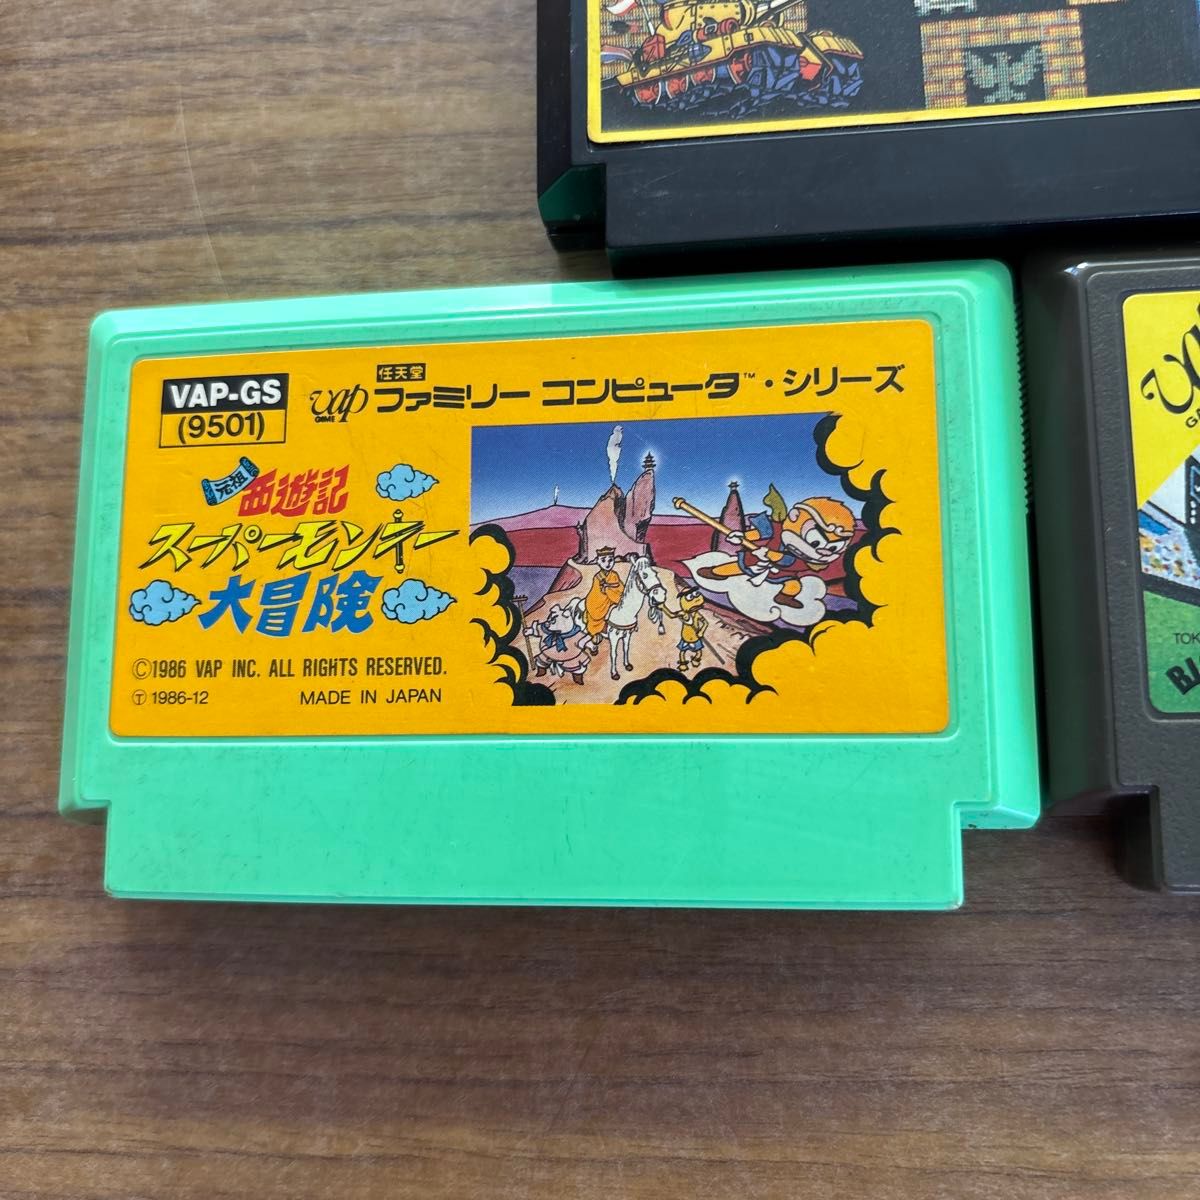 VAP-GS
(9501)
vap
GAME
任天堂
ファミリー コンピュータ™・シリーズ
元祖
西遊記
スーパーモンキー
大冒険
©1986 VAP INC. ALL RIGHTS RESERVED.
Ⓣ 1986-12 MADE IN JAPAN
TOK